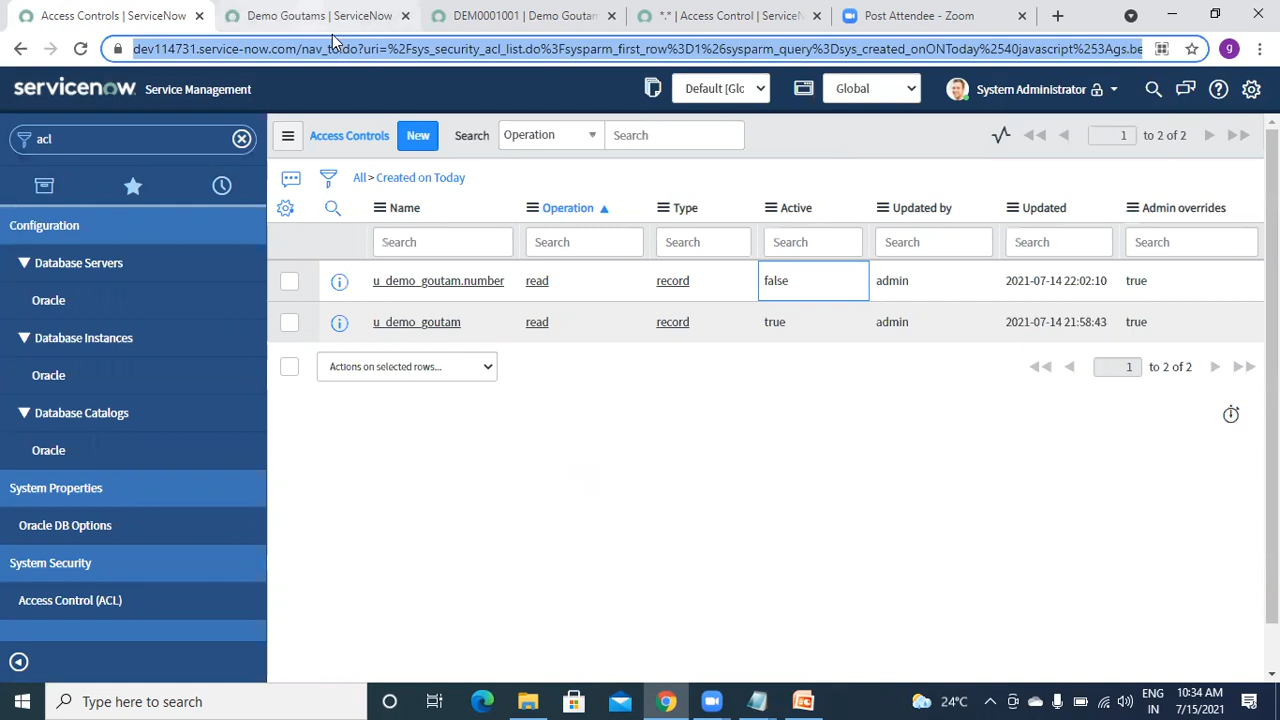 Access Controls | ServiceNow
Demo Goutams | ServiceNow
DEM0001001 | Demo Goutam
*.* | Access Control | ServiceNow
Post Attendee - Zoom
dev114731.service-now.com/nav_to.do?uri=%2Fsys_security_acl_list.do%3Fsysparm_first_row%3D1%26sysparm_query%3Dsys_created_onONToday%2540javascript%253Ags.be
g
servicenow Service Management
Default [Glo
Global
System Administrator
acl
Access Controls New Search Operation Search 1 to 2 of 2
All > Created on Today
Name Operation Type Active Updated by Updated Admin overrides
Search Search Search Search Search Search Search
u_demo_goutam.number read record false admin 2021-07-14 22:02:10 true
u_demo_goutam read record true admin 2021-07-14 21:58:43 true
Actions on selected rows... 1 to 2 of 2
Configuration
Database Servers
Oracle
Database Instances
Oracle
Database Catalogs
Oracle
System Properties
Oracle DB Options
System Security
Access Control (ACL)
Type here to search
24°C
ENG
IN
10:34 AM
7/15/2021